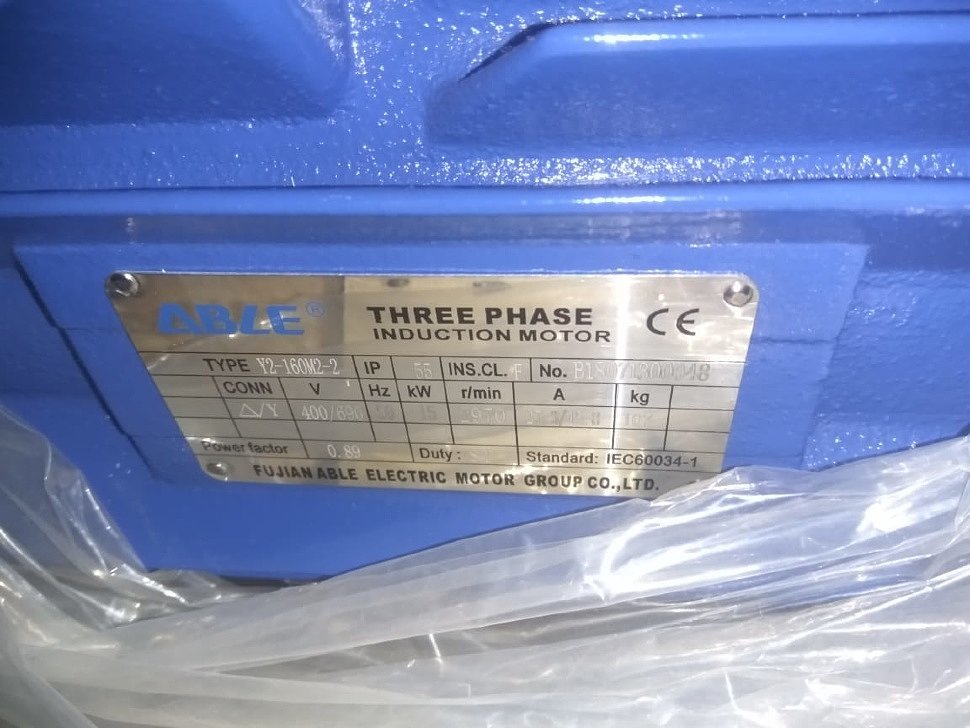 ABLE® THREE PHASE CE
INDUCTION MOTOR
TYPE Y2-160M2-2 IP 55 INS.CL. F No.
CONN V Hz kW r/min A kg
△/Y 400/690 15
Power factor 0.89 Duty: Standard: IEC60034-1
FUJIAN ABLE ELECTRIC MOTOR GROUP CO.,LTD.